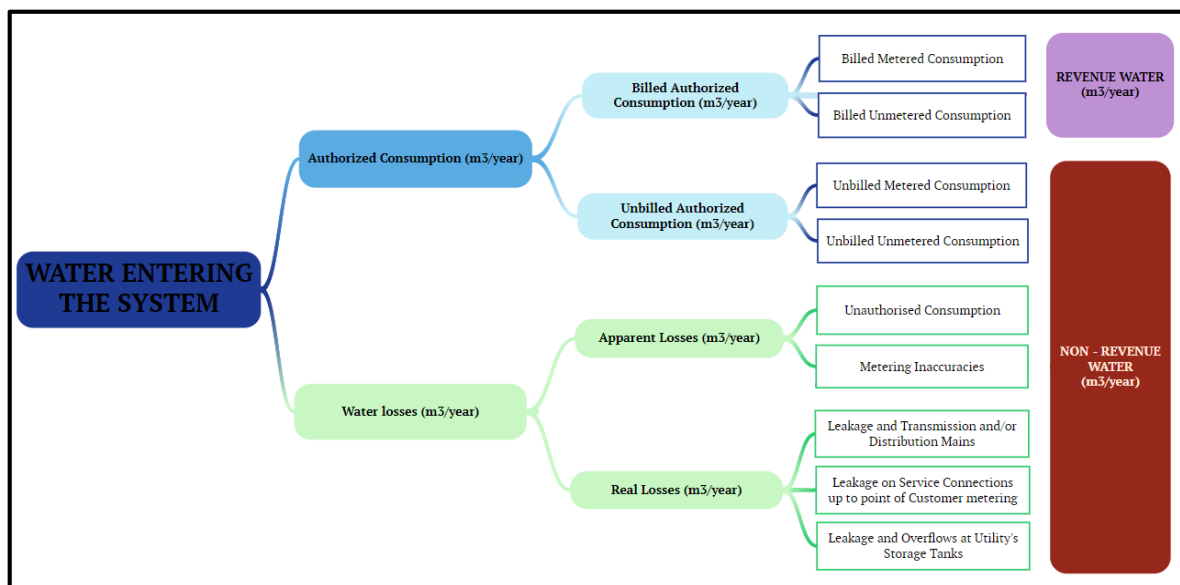 WATER ENTERING
THE SYSTEM
Authorized Consumption (m3/year)
Water losses (m3/year)
Billed Authorized
Consumption (m3/year)
Unbilled Authorized
Consumption (m3/year)
Apparent Losses (m3/year)
Real Losses (m3/year)
Billed Metered Consumption
Billed Unmetered Consumption
Unbilled Metered Consumption
Unbilled Unmetered Consumption
Unauthorised Consumption
Metering Inaccuracies
Leakage and Transmission and/or
Distribution Mains
Leakage on Service Connections
up to point of Customer metering
Leakage and Overflows at Utility's
Storage Tanks
REVENUE WATER
(m3/year)
NON - REVENUE
WATER
(m3/year)